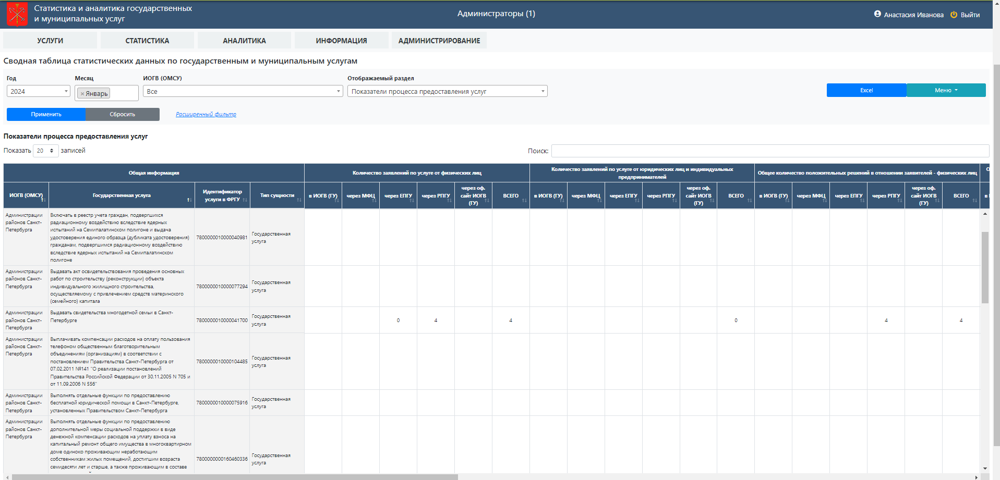 Статистика и аналитика государственных
и муниципальных услуг
Администраторы (1)
Анастасия Иванова
Выйти
УСЛУГИ
СТАТИСТИКА
АНАЛИТИКА
ИНФОРМАЦИЯ
АДМИНИСТРИРОВАНИЕ
Сводная таблица статистических данных по государственным и муниципальным услугам
Год
Месяц
ИОГВ (ОМСУ)
Отображаемый раздел
2024
× Январь
Все
Показатели процесса предоставления услуг
Excel
Меню
Применить
Сбросить
Расширенный фильтр
Показатели процесса предоставления услуг
Показать 20 записей
Поиск:
Общая информация
Количество заявлений по услуге от физических лиц
Количество заявлений по услуге от юридических лиц и индивидуальных
предпринимателей
Общее количество положительных решений в отношении заявителей - физических лиц
О
ИОГВ (ОМСУ)
Государственная услуга
Идентификатор
услуги в ФРГУ
Тип сущности
в ИОГВ (ГУ)
через МФЦ
через ЕПГУ
через РПГУ
через оф.
сайт ИОГВ
(ГУ)
ВСЕГО
в ИОГВ (ГУ)
через МФЦ
через ЕПГУ
через РПГУ
через оф.
сайт ИОГВ
(ГУ)
ВСЕГО
в ИОГВ (ГУ)
через МФЦ
через ЕПГУ
через РПГУ
через оф.
сайт ИОГВ
(ГУ)
ВСЕГО
в
Администрации
районов Санкт-
Петербурга
Включать в реестр учета граждан, подвергшихся
радиационному воздействию вследствие ядерных
испытаний на Семипалатинском полигоне и выдача
удостоверения единого образца (дубликата удостоверения)
гражданам, подвергшимся радиационному воздействию
вследствие ядерных испытаний на Семипалатинском
полигоне
7800000010000040981
Государственная
услуга
Администрации
районов Санкт-
Петербурга
Выдавать акт освидетельствования проведения основных
работ по строительству (реконструкции) объекта
индивидуального жилищного строительства,
осуществляемому с привлечением средств материнского
(семейного) капитала
7800000010000077294
Государственная
услуга
Администрации
районов Санкт-
Петербурга
Выдавать свидетельства многодетной семьи в Санкт-
Петербурге
7800000010000041700
Государственная
услуга
0
4
4
0
4
4
Администрации
районов Санкт-
Петербурга
Выплачивать компенсации расходов на оплату пользования
телефоном общественным благотворительным
объединениям (организациям) в соответствии с
постановлением Правительства Санкт-Петербурга от
07.02.2011 №141 "О реализации постановлений
Правительства Российской Федерации от 30.11.2005 N 705 и
от 11.09.2006 N 556"
7800000010000104485
Государственная
услуга
Администрации
районов Санкт-
Петербурга
Выполнять отдельные функции по предоставлению
бесплатной юридической помощи в Санкт-Петербурге,
установленных Правительством Санкт-Петербурга
7800000010000075916
Государственная
услуга
Администрации
районов Санкт-
Петербурга
Выполнять отдельные функции по предоставлению
дополнительной меры социальной поддержки в виде
денежной компенсации расходов на уплату взноса на
капитальный ремонт общего имущества в многоквартирном
доме одиноко проживающим неработающим
собственникам жилых помещений, достигшим возраста
семидесяти лет и старше, а также проживающим в составе
7800000000160460336
Государственная
услуга